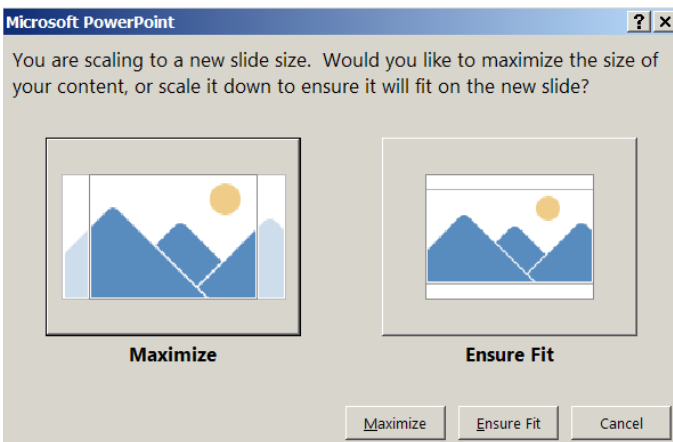 Microsoft PowerPoint
You are scaling to a new slide size.  Would you like to maximize the size of
your content, or scale it down to ensure it will fit on the new slide?
Maximize
Ensure Fit
Maximize
Ensure Fit
Cancel